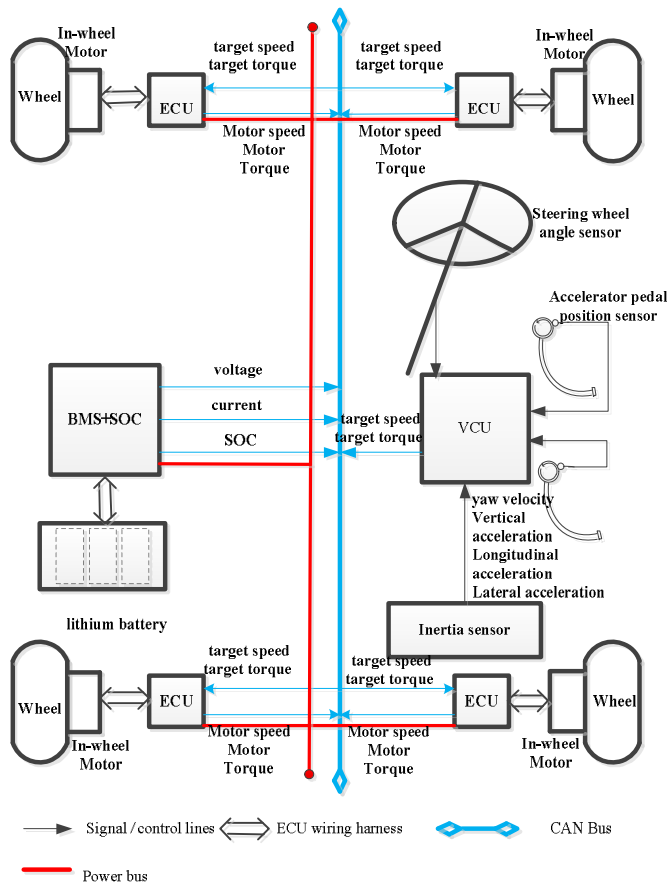 In-wheel
Motor
Wheel
ECU
target speed
target torque
target speed
target torque
Motor speed
Motor
Torque
Motor speed
Motor
Torque
ECU
In-wheel
Motor
Wheel
Steering wheel
angle sensor
Accelerator pedal
position sensor
BMS+SOC
voltage
current
SOC
target speed
target torque
VCU
yaw velocity
Vertical
acceleration
Longitudinal
acceleration
Lateral acceleration
lithium battery
Inertia sensor
Wheel
In-wheel
Motor
ECU
target speed
target torque
target speed
target torque
Motor speed
Motor
Torque
Motor speed
Motor
Torque
ECU
In-wheel
Motor
Wheel
Signal/control lines
ECU wiring harness
CAN Bus
Power bus